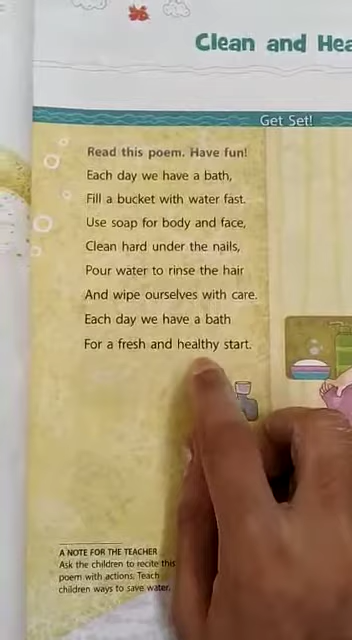 Clean and Hea
Get Set!
Read this poem. Have fun!
Each day we have a bath,
Fill a bucket with water fast.
Use soap for body and face,
Clean hard under the nails,
Pour water to rinse the hair
And wipe ourselves with care.
Each day we have a bath
For a fresh and healthy start.
A NOTE FOR THE TEACHER
Ask the children to recite this
poem with actions. Teach
children ways to save water.